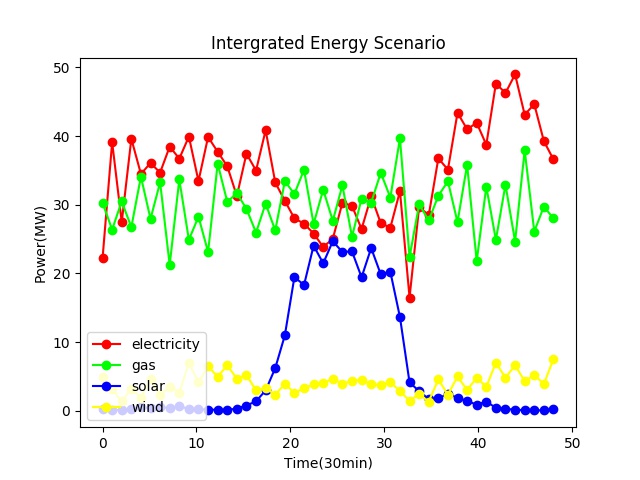 Intergrated Energy Scenario
Power(MW)
50
40
30
20
10
0
electricity
gas
solar
wind
0 10 20 30 40 50
Time(30min)